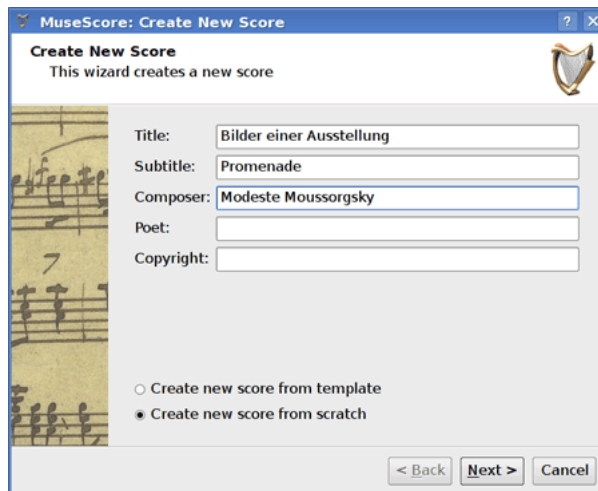 MuseScore: Create New Score
Create New Score
This wizard creates a new score
Title: Bilder einer Ausstellung
Subtitle: Promenade
Composer: Modeste Moussorgsky
Poet:
Copyright:
7
Create new score from template
Create new score from scratch
< Back Next > Cancel